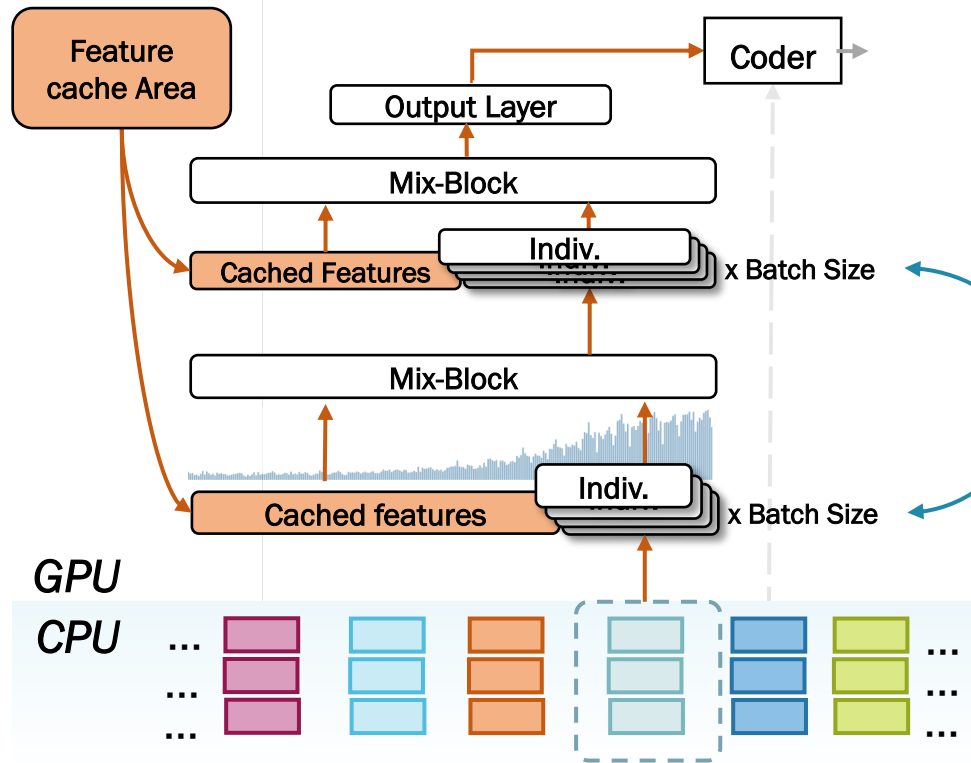 Feature
cache Area
Coder
Output Layer
Mix-Block
Indiv.
Cached Features
x Batch Size
Mix-Block
Indiv.
Cached features
x Batch Size
GPU
CPU
... ...
... ...
... ...